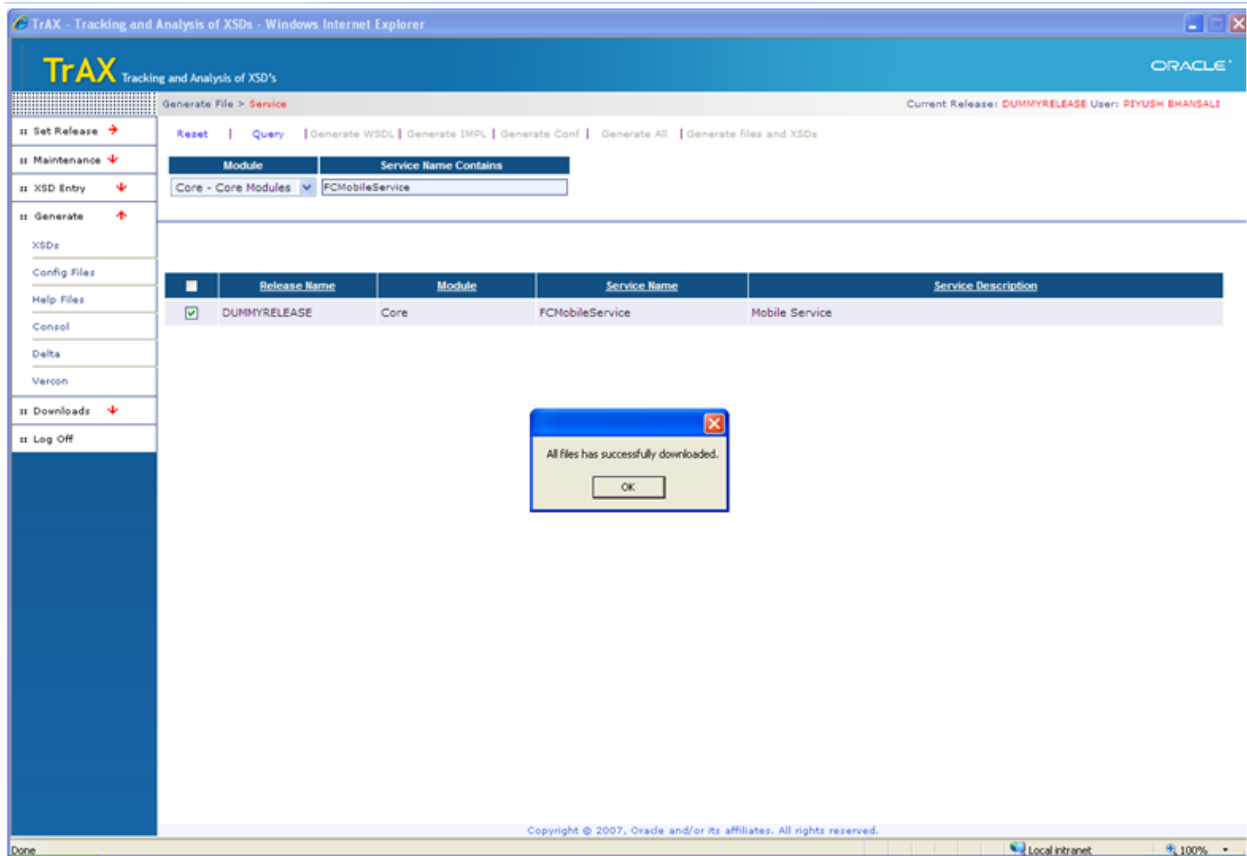 TrAX - Tracking and Analysis of XSDs - Windows Internet Explorer
TrAX Tracking and Analysis of XSD's
ORACLE
Generate File > Service
Current Release: DUMMYRELEASE User: PIYUSH BHANSALI
Set Release
Maintenance
XSD Entry
Generate
XSDs
Config Files
Help Files
Consol
Delta
Vercon
Downloads
Log Off
Reset | Query | Generate WSDL | Generate IMPL | Generate Conf | Generate All | Generate files and XSDs
Module Service Name Contains
Core - Core Modules FCMobileService
Release Name Module Service Name Service Description
DUMMYRELEASE Core FCMobileService Mobile Service
All files has successfully downloaded.
OK
Copyright © 2007, Oracle and/or its affiliates. All rights reserved.
Done Local intranet 100%